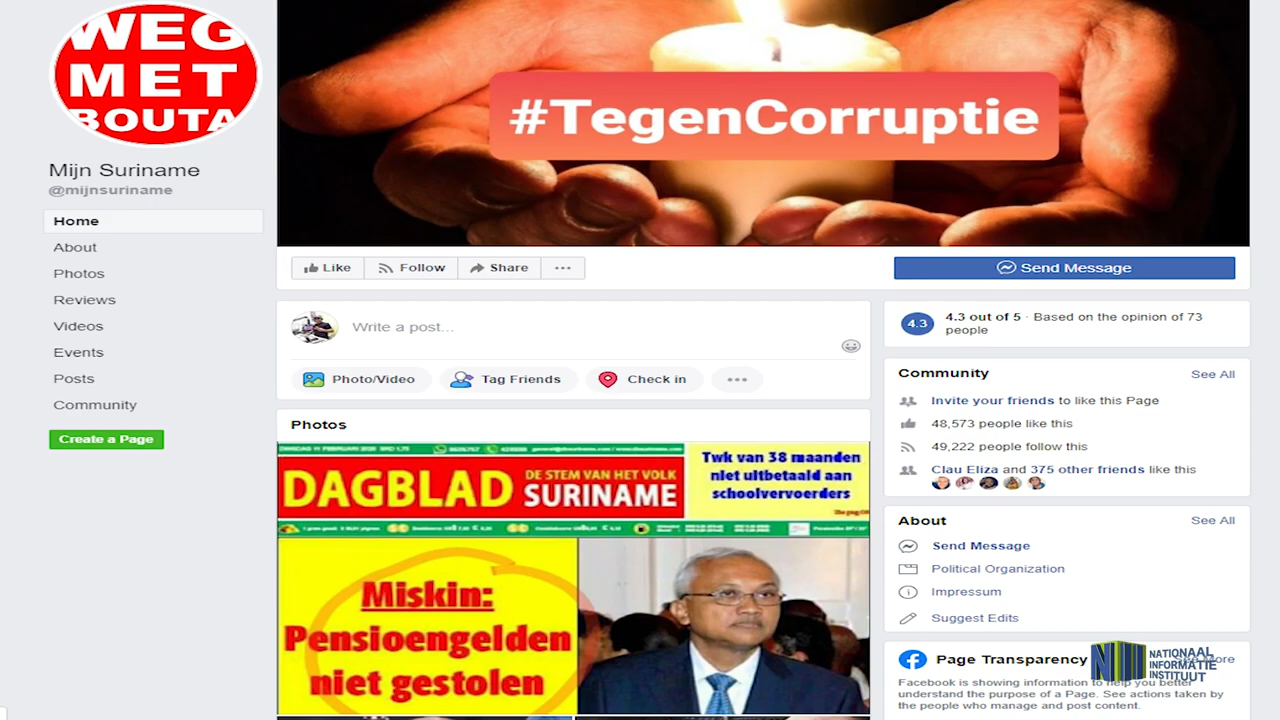 WEG
MET
BOUTA
#TegenCorruptie
Mijn Suriname
@mijnsuriname
Home
About
Photos
Reviews
Videos
Events
Posts
Community
Create a Page
Like
Follow
Share
Send Message
Write a post...
Photo/Video
Tag Friends
Check in
Photos
DAGBLAD
DE STEM VAN HET VOLK
SURINAME
Twk van 38 maanden
niet uitbetaald aan
schoolvervoerders
Miskin:
Pensioengelden
niet gestolen
4.3
4.3 out of 5 · Based on the opinion of 73
people
Community
See All
Invite your friends to like this Page
48,573 people like this
49,222 people follow this
Clau Eliza and 375 other friends like this
About
See All
Send Message
Political Organization
Impressum
Suggest Edits
Page Transparency
More
Facebook is showing information to help you better
understand the purpose of a Page. See actions taken by
the people who manage and post content.
NII
NATIONAAL
INFORMATIE
INSTITUUT